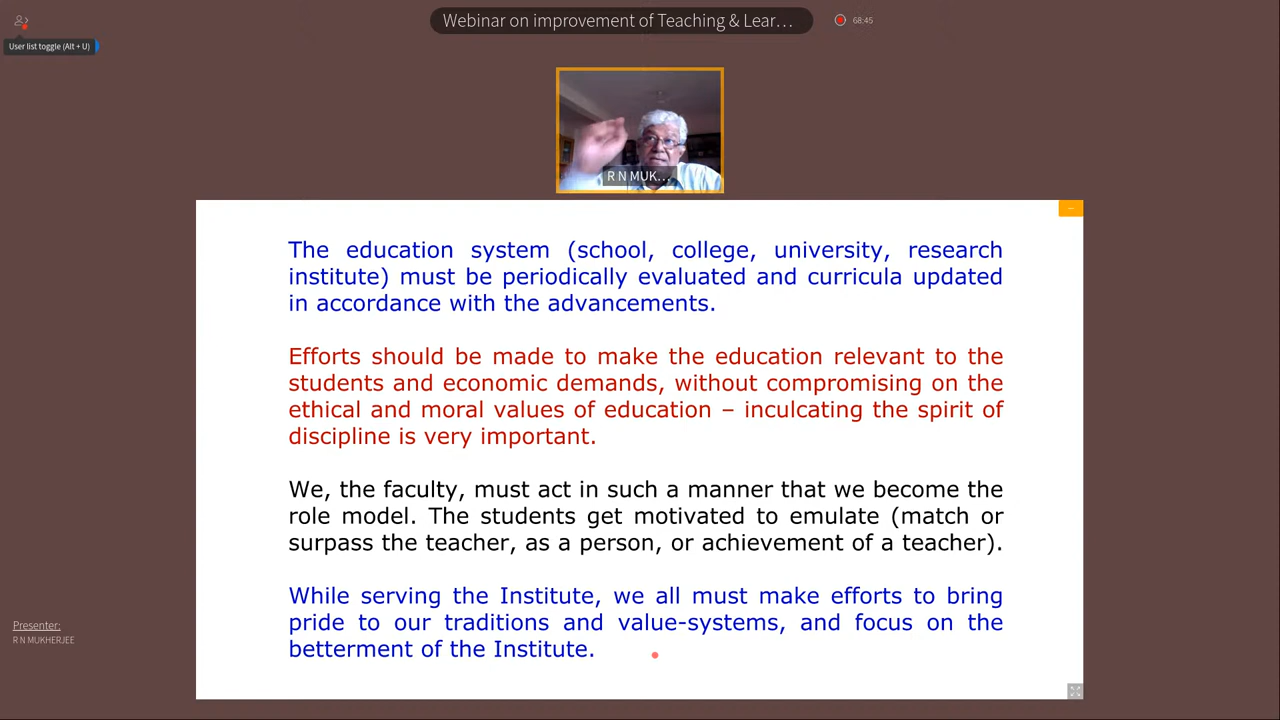 Webinar on improvement of Teaching & Lear…
68:45
User list toggle (Alt + U)
R N MUK…
The education system (school, college, university, research
institute) must be periodically evaluated and curricula updated
in accordance with the advancements.
Efforts should be made to make the education relevant to the
students and economic demands, without compromising on the
ethical and moral values of education – inculcating the spirit of
discipline is very important.
We, the faculty, must act in such a manner that we become the
role model. The students get motivated to emulate (match or
surpass the teacher, as a person, or achievement of a teacher).
While serving the Institute, we all must make efforts to bring
pride to our traditions and value-systems, and focus on the
betterment of the Institute.
Presenter:
R N MUKHERJEE